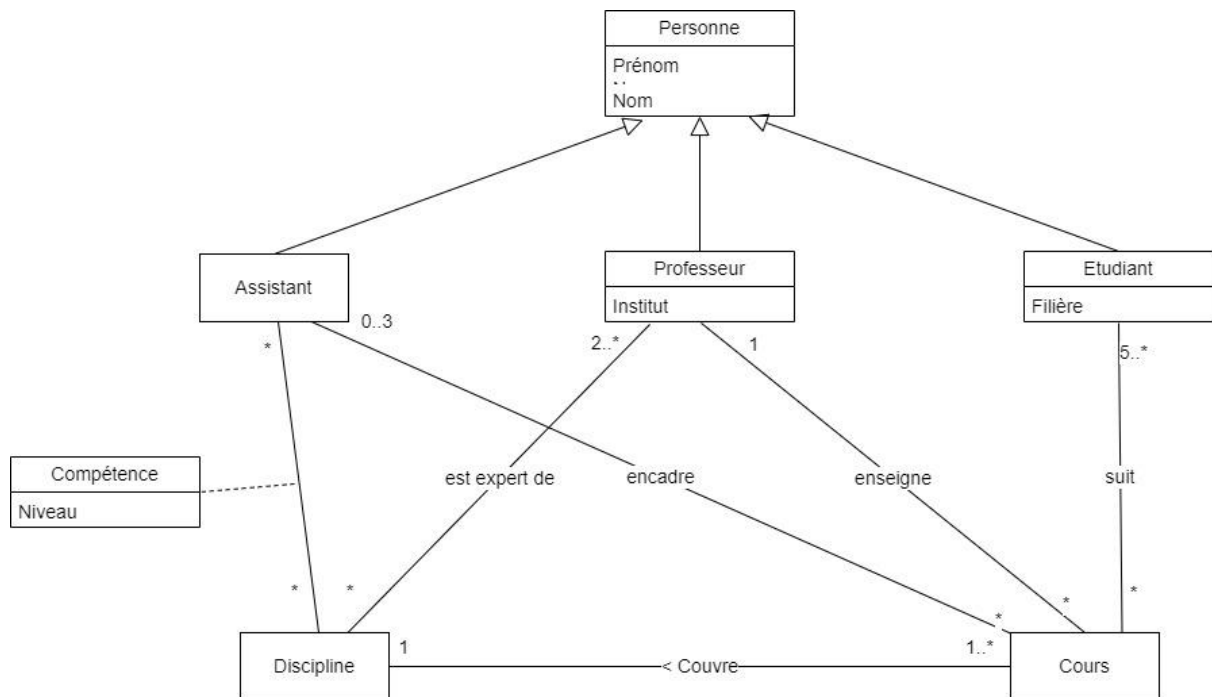 Personne
Prénom
Nom
Assistant
Professeur
Institut
Etudiant
Filière
0..3
*
2..*
1
5..*
Compétence
Niveau
est expert de
encadre
enseigne
suit
*
*
*
*
*
Discipline
1
< Couvre
1..*
Cours